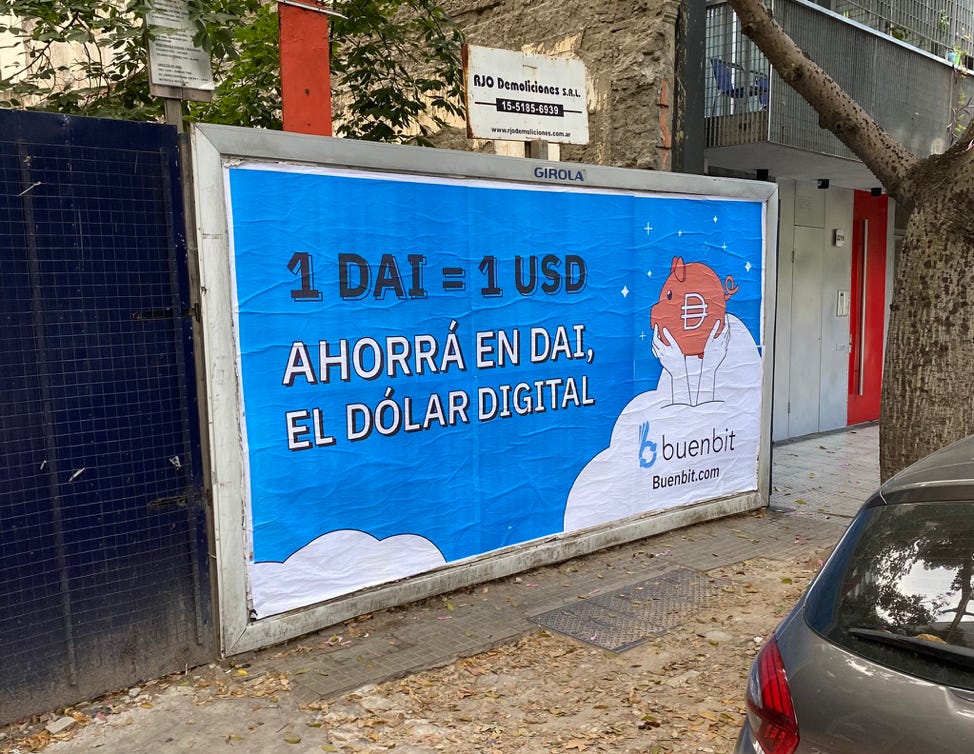 RJO Demoliciones S.R.L.
15-5185-6939
www.rjodemoliciones.com.ar
GIROLA
1 DAI = 1 USD
AHORRÁ EN DAI,
EL DÓLAR DIGITAL
buenbit
Buenbit.com